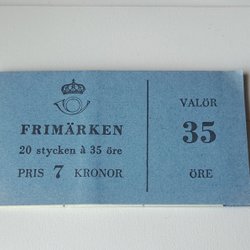 FRIMÄRKEN
20 stycken à 35 öre
PRIS 7 KRONOR
VALÖR
35
ÖRE